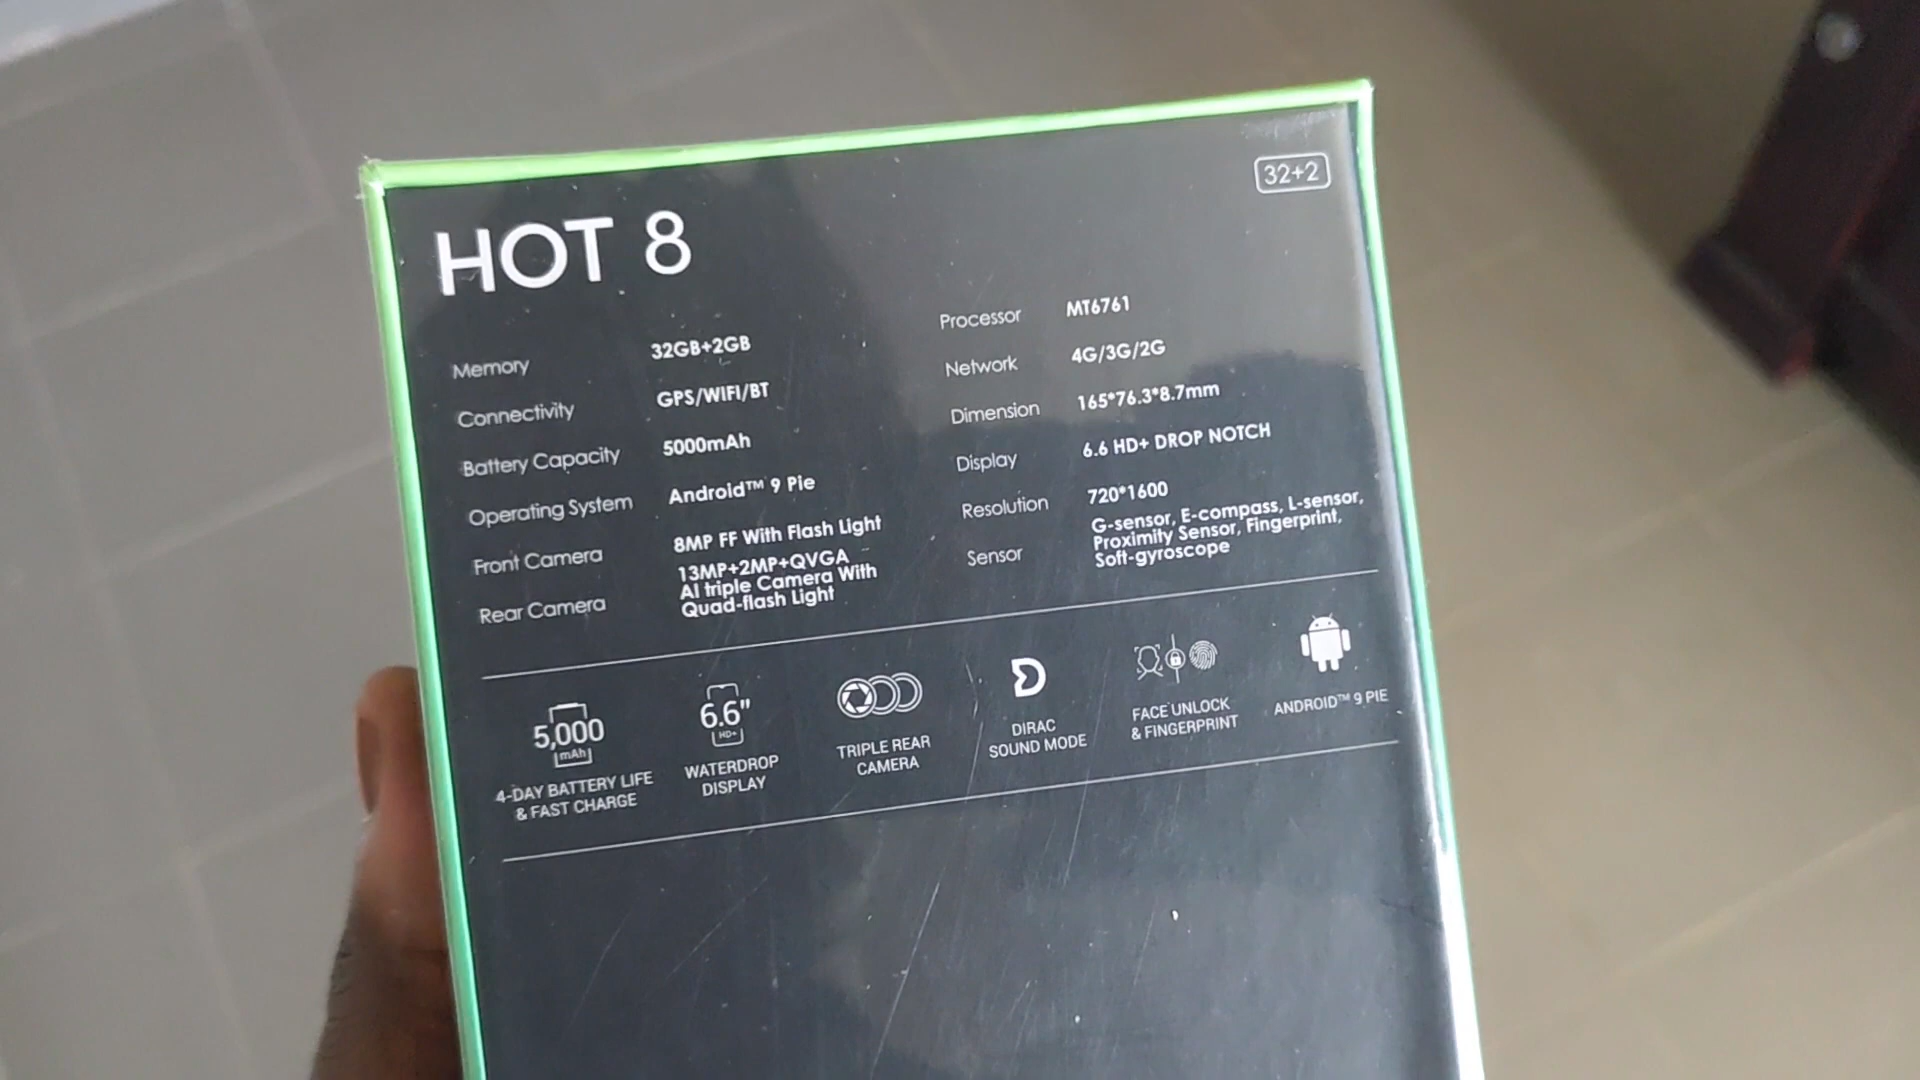 32+2
HOT 8
Memory 32GB+2GB
Connectivity GPS/WIFI/BT
Battery Capacity 5000mAh
Operating System Android™ 9 Pie
Front Camera 8MP FF With Flash Light
Rear Camera 13MP+2MP+QVGA
AI triple Camera With
Quad-flash Light
Processor MT6761
Network 4G/3G/2G
Dimension 165*76.3*8.7mm
Display 6.6 HD+ DROP NOTCH
Resolution 720*1600
Sensor G-sensor, E-compass, L-sensor,
Proximity Sensor, Fingerprint,
Soft-gyroscope
5,000
mAh
4-DAY BATTERY LIFE
& FAST CHARGE
6.6"
HD+
WATERDROP
DISPLAY
TRIPLE REAR
CAMERA
DIRAC
SOUND MODE
FACE UNLOCK
& FINGERPRINT
ANDROID™ 9 PIE